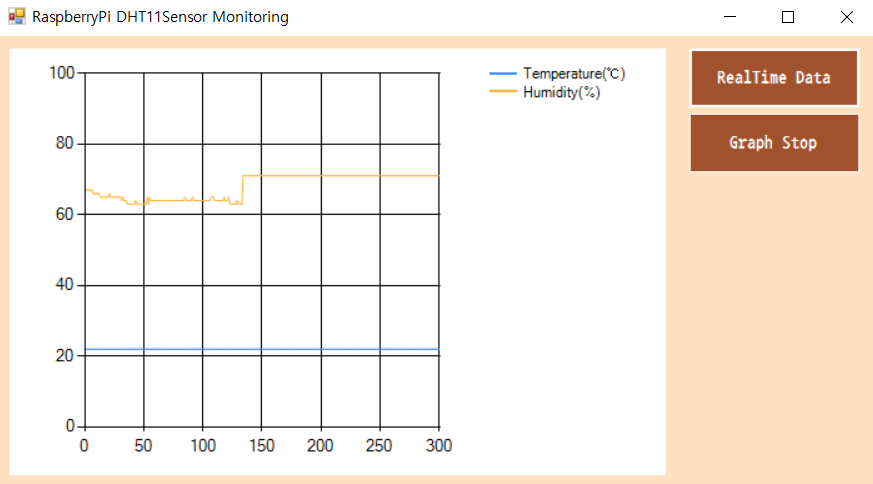 RaspberryPi DHT11Sensor Monitoring
100
80
60
40
20
0
0 50 100 150 200 250 300
Temperature(℃)
Humidity(%)
RealTime Data
Graph Stop